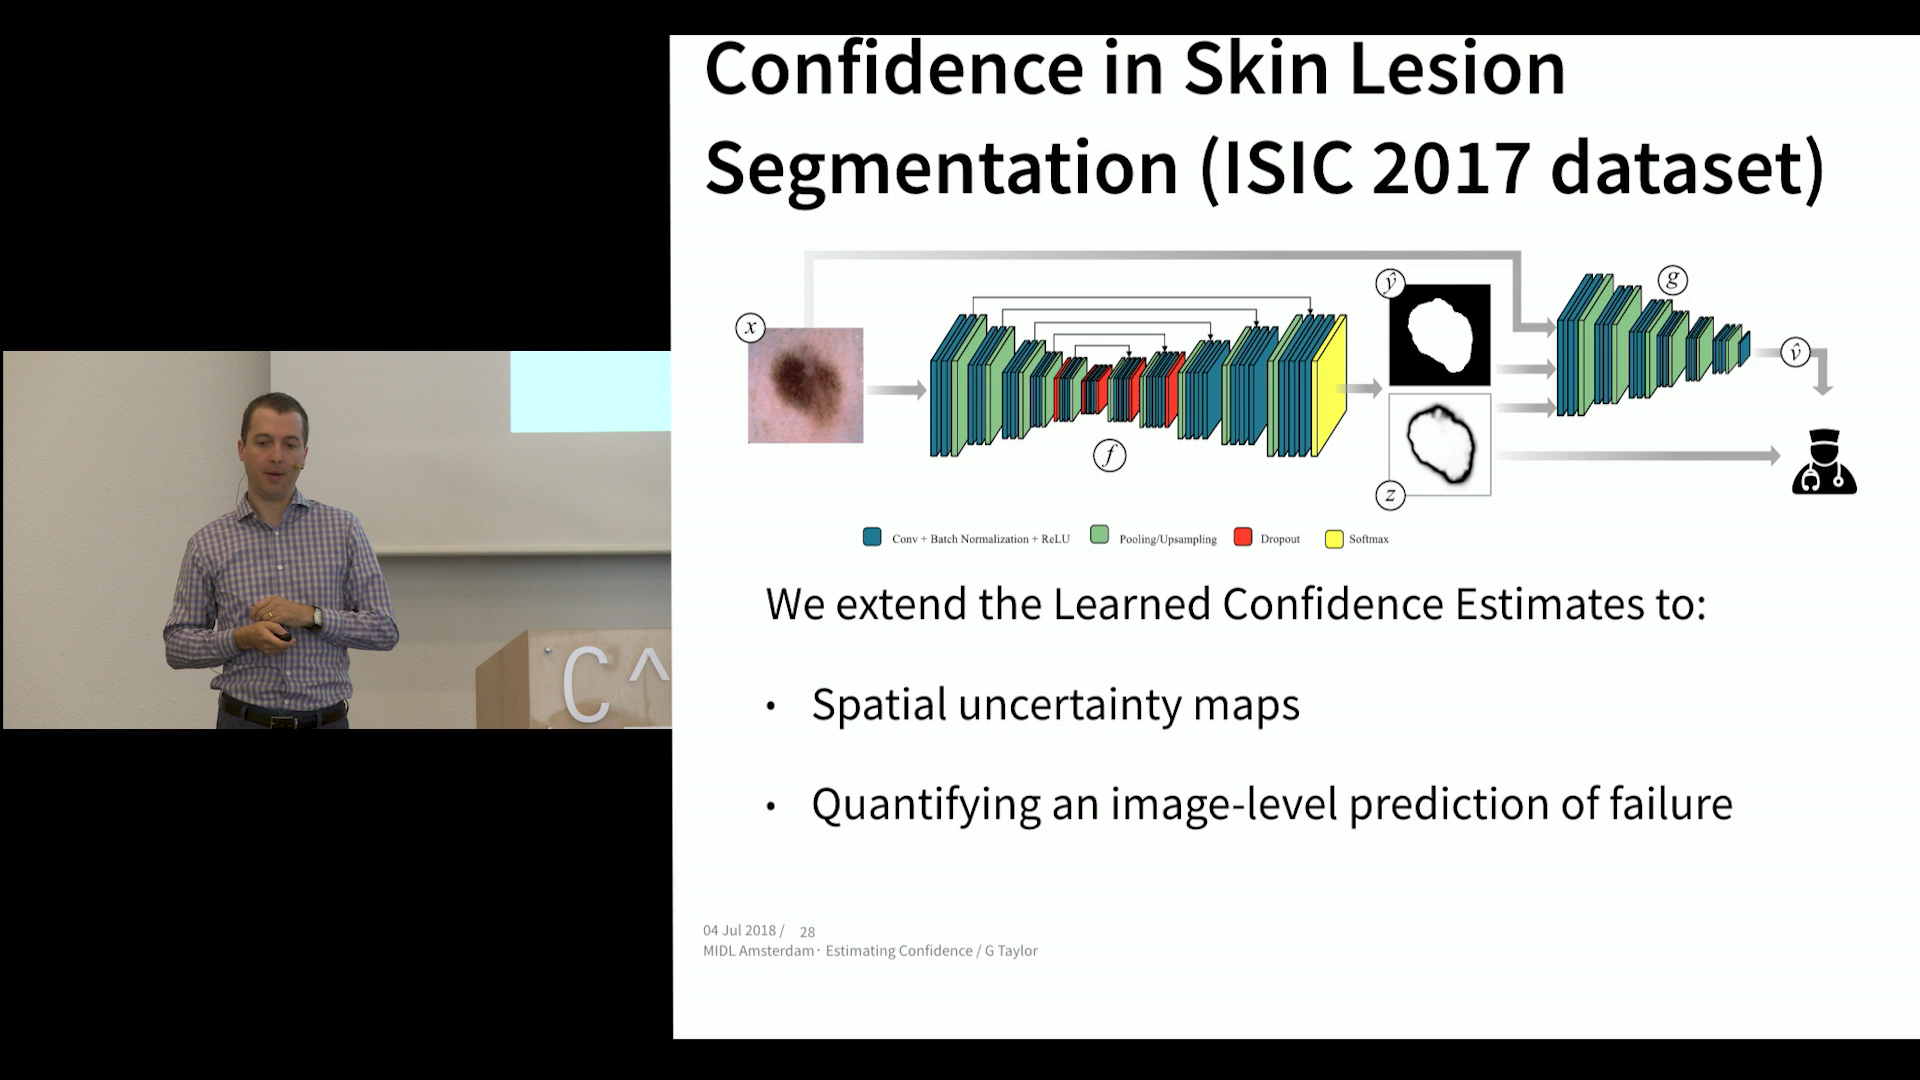 Confidence in Skin Lesion
Segmentation (ISIC 2017 dataset)
x
f
ŷ
z
g
v̂
Conv + Batch Normalization + ReLU
Pooling/Upsampling
Dropout
Softmax
We extend the Learned Confidence Estimates to:
• Spatial uncertainty maps
• Quantifying an image-level prediction of failure
04 Jul 2018 / 28
MIDL Amsterdam · Estimating Confidence / G Taylor
C^